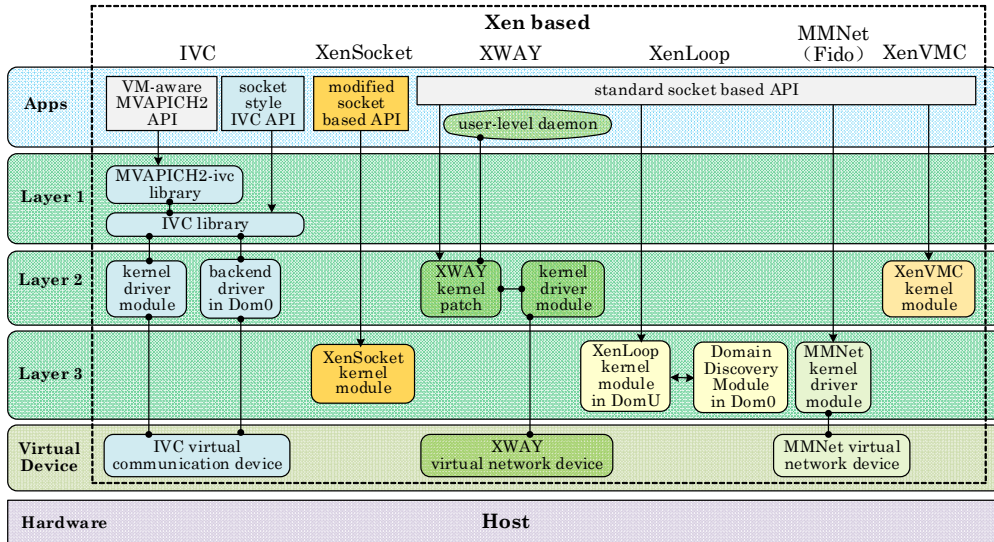 Xen based
IVC
XenSocket
XWAY
XenLoop
MMNet
（Fido）
XenVMC
Apps
VM-aware
MVAPICH2
API
socket
style
IVC API
modified
socket
based API
standard socket based API
user-level daemon
Layer 1
MVAPICH2-ivc
library
IVC library
Layer 2
kernel
driver
module
backend
driver
in Dom0
XWAY
kernel
patch
kernel
driver
module
XenVMC
kernel
module
Layer 3
XenSocket
kernel
module
XenLoop
kernel
module
in DomU
Domain
Discovery
Module
in Dom0
MMNet
kernel
driver
module
Virtual
Device
IVC virtual
communication device
XWAY
virtual network device
MMNet virtual
network device
Hardware
Host